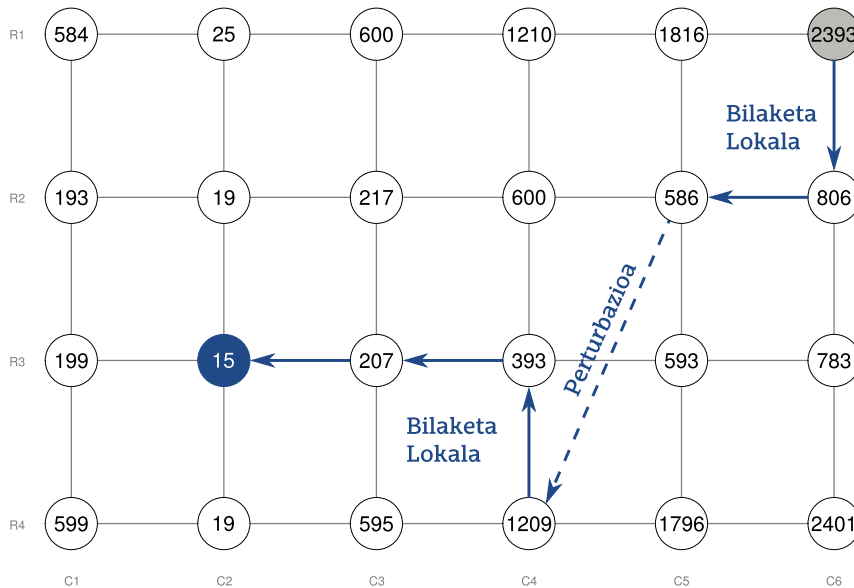 R1 584 25 600 1210 1816 2393
Bilaketa
Lokala
R2 193 19 217 600 586 806
Perturbazioa
R3 199 15 207 393 593 783
Bilaketa
Lokala
R4 599 19 595 1209 1796 2401
C1 C2 C3 C4 C5 C6